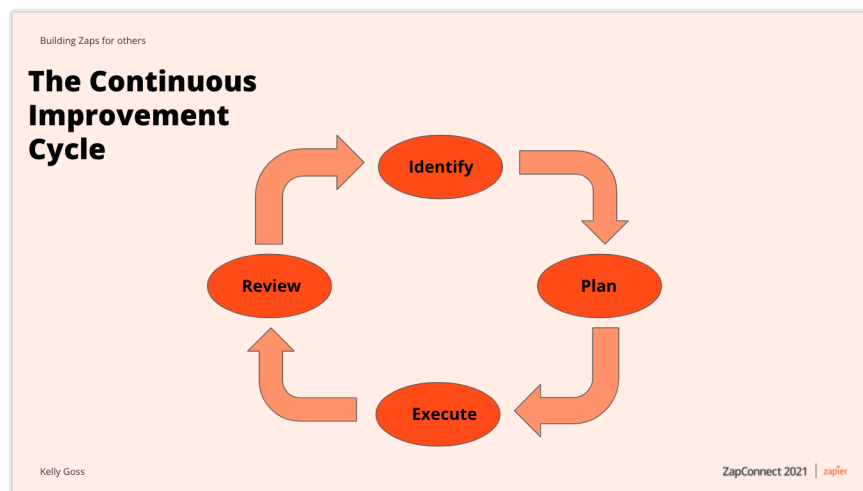 Building Zaps for others
The Continuous
Improvement
Cycle
Identify
Review
Plan
Execute
Kelly Goss
ZapConnect 2021 | zapier